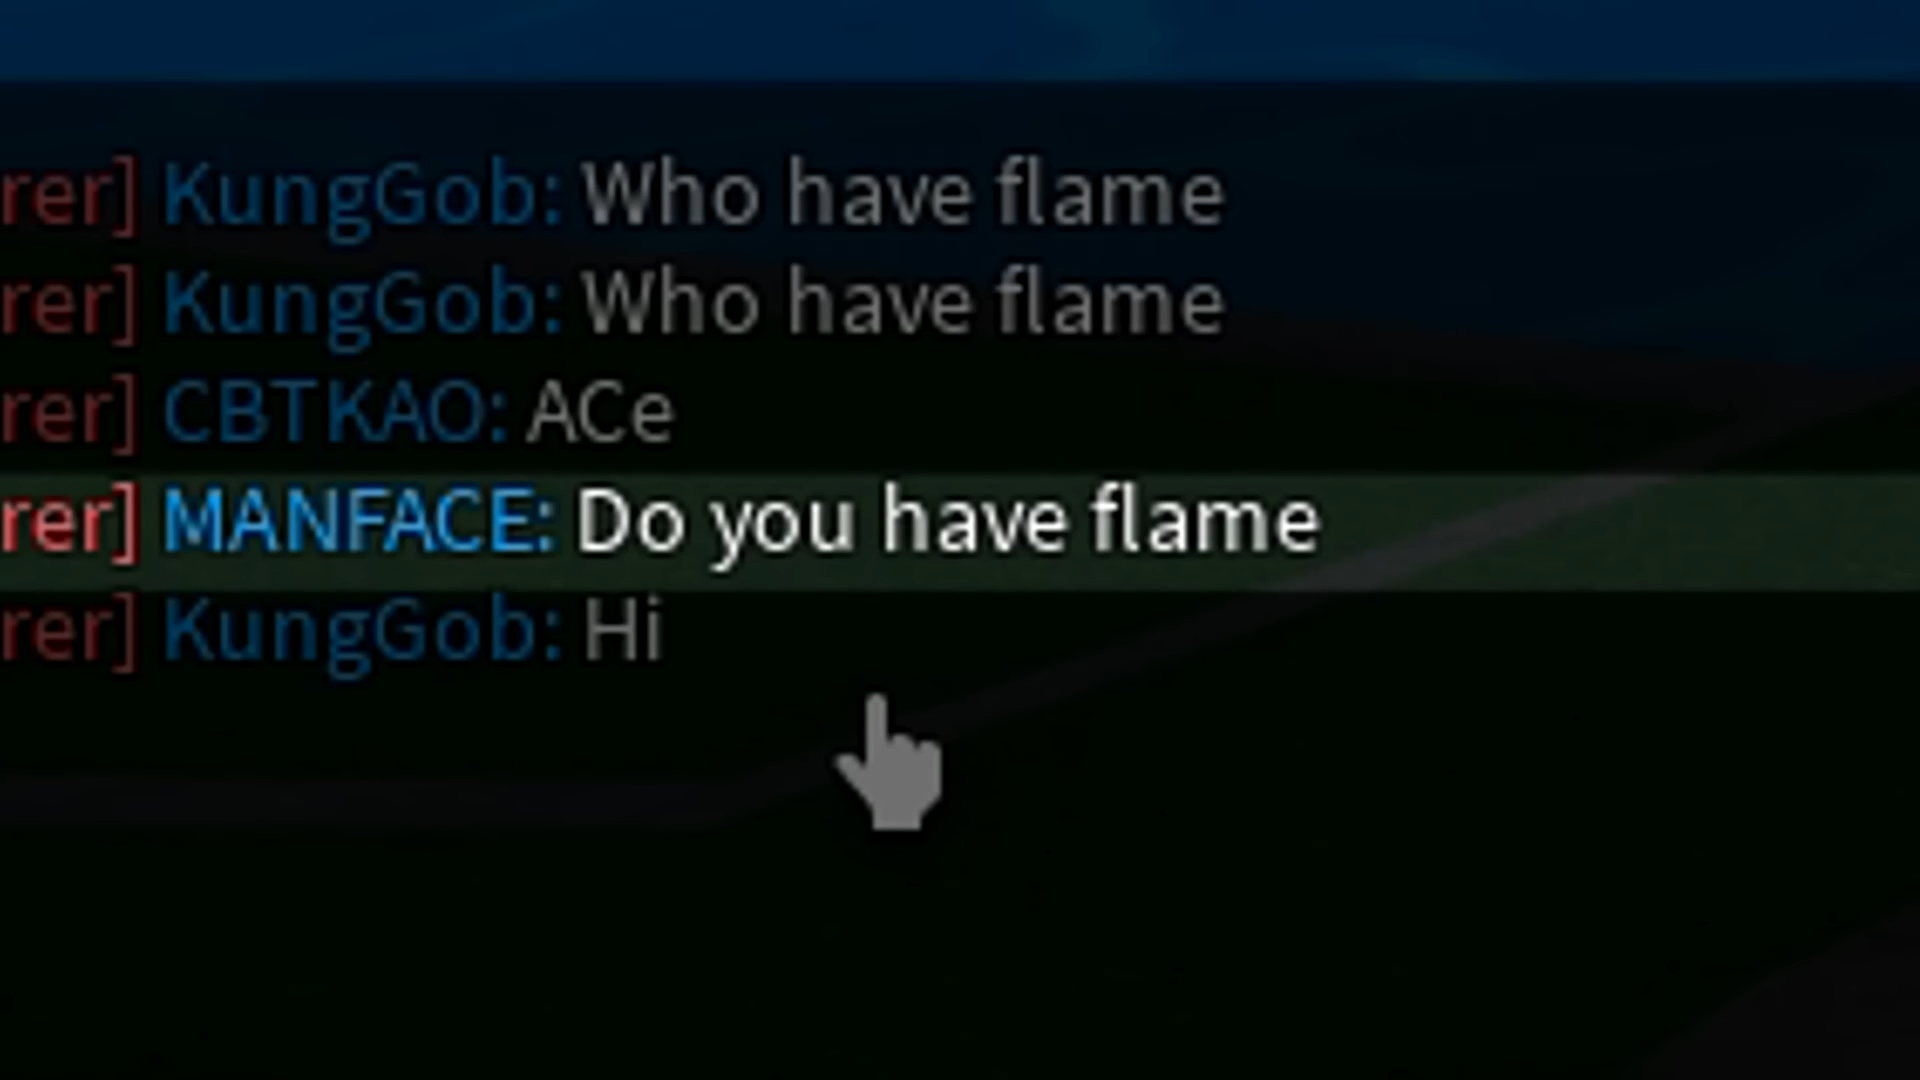 rer] KungGob: Who have flame
rer] KungGob: Who have flame
rer] CBTKAO: ACe
rer] MANFACE: Do you have flame
rer] KungGob: Hi